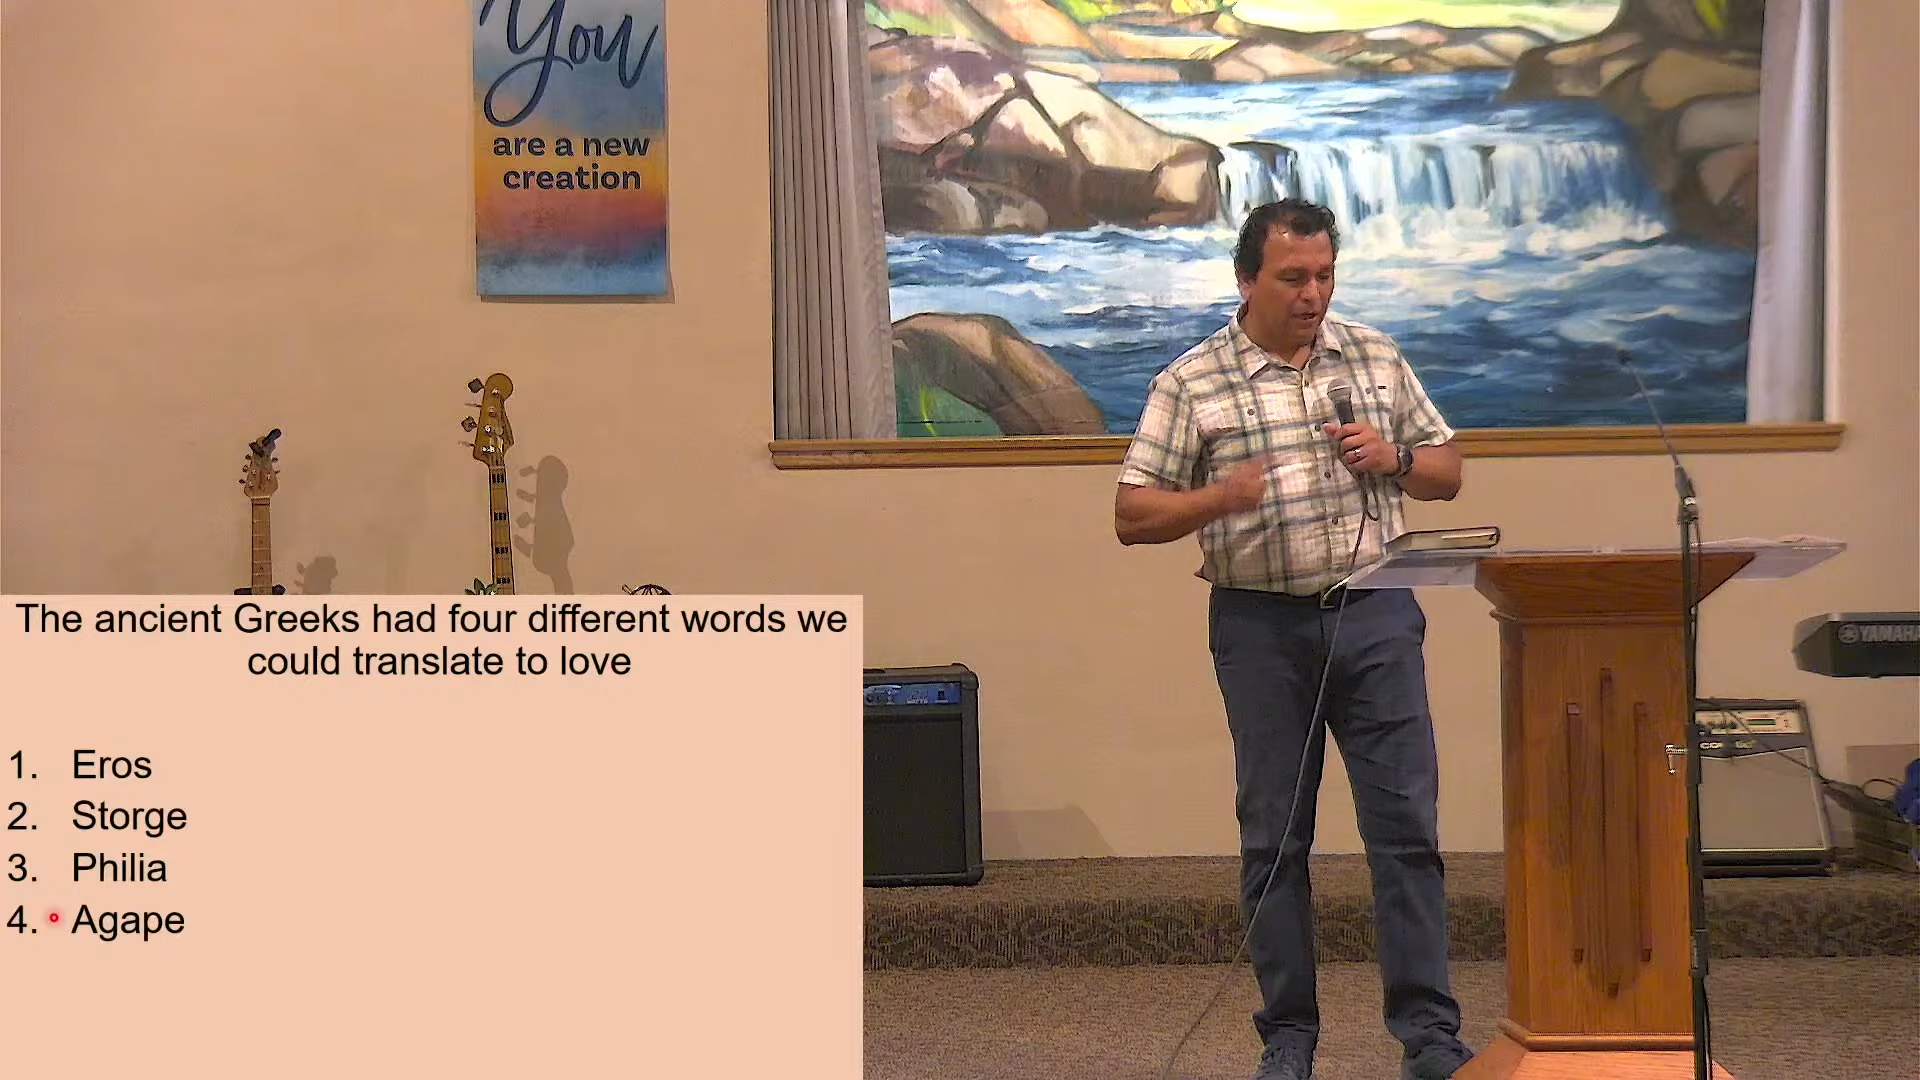 You
are a new
creation
The ancient Greeks had four different words we
could translate to love
1. Eros
2. Storge
3. Philia
4. Agape
YAMAHA